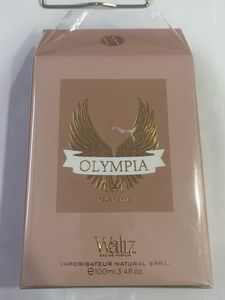 OLYMPIA
Waltz
EAU DE PARFUM
VAPORISATEUR NATURAL SPRAY
℮100ml.3.4fl.oz.